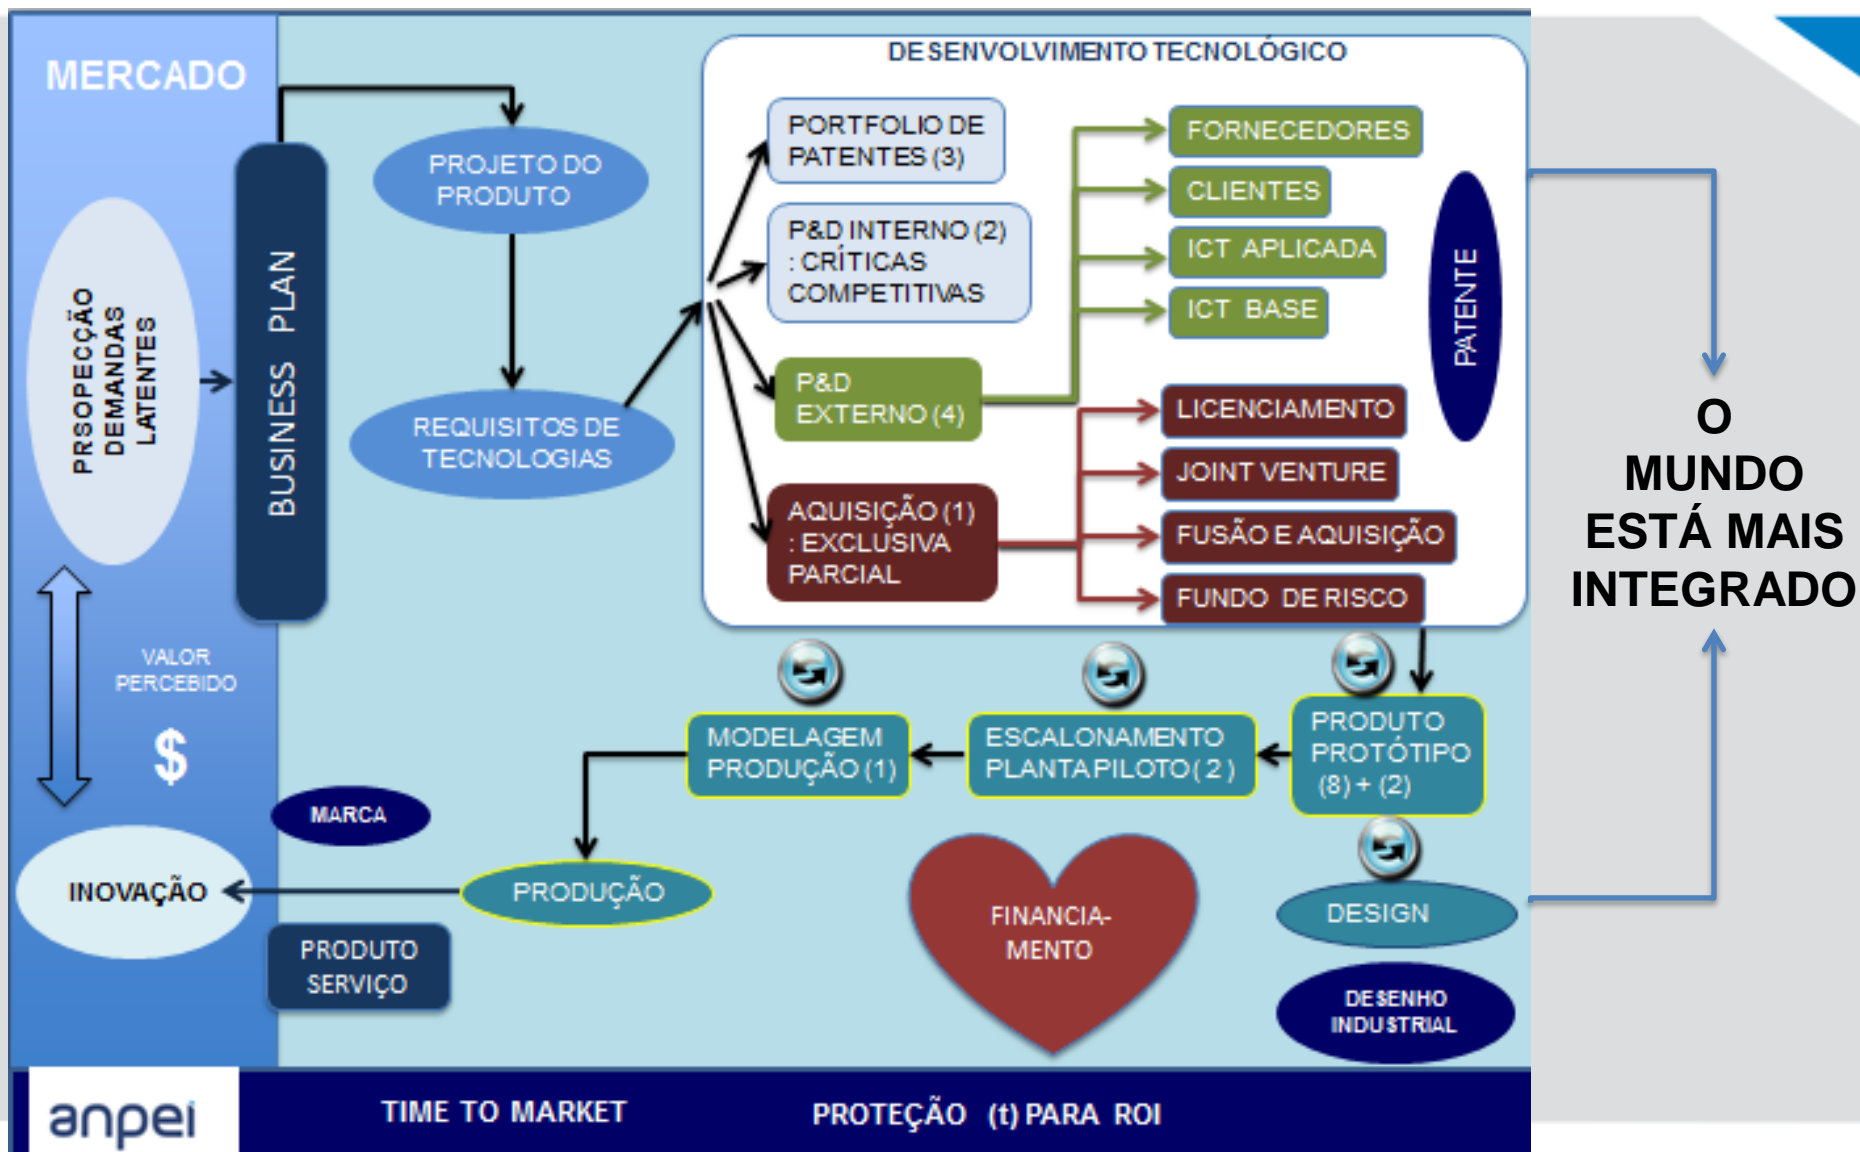 MERCADO
PRSOPECÇÃO
DEMANDAS
LATENTES
BUSINESS PLAN
VALOR
PERCEBIDO
$
INOVAÇÃO
PROJETO DO
PRODUTO
REQUISITOS DE
TECNOLOGIAS
DESENVOLVIMENTO TECNOLÓGICO
PORTFOLIO DE
PATENTES (3)
P&D INTERNO (2)
: CRÍTICAS
COMPETITIVAS
P&D
EXTERNO (4)
AQUISIÇÃO (1)
: EXCLUSIVA
PARCIAL
FORNECEDORES
CLIENTES
ICT APLICADA
ICT BASE
LICENCIAMENTO
JOINT VENTURE
FUSÃO E AQUISIÇÃO
FUNDO DE RISCO
PATENTE
O
MUNDO
ESTÁ MAIS
INTEGRADO
MODELAGEM
PRODUÇÃO (1)
ESCALONAMENTO
PLANTA PILOTO ( 2 )
PRODUTO
PROTÓTIPO
(8) + (2)
MARCA
PRODUÇÃO
PRODUTO
SERVIÇO
FINANCIA-
MENTO
DESIGN
DESENHO
INDUSTRIAL
anpei
TIME TO MARKET
PROTEÇÃO (t) PARA ROI